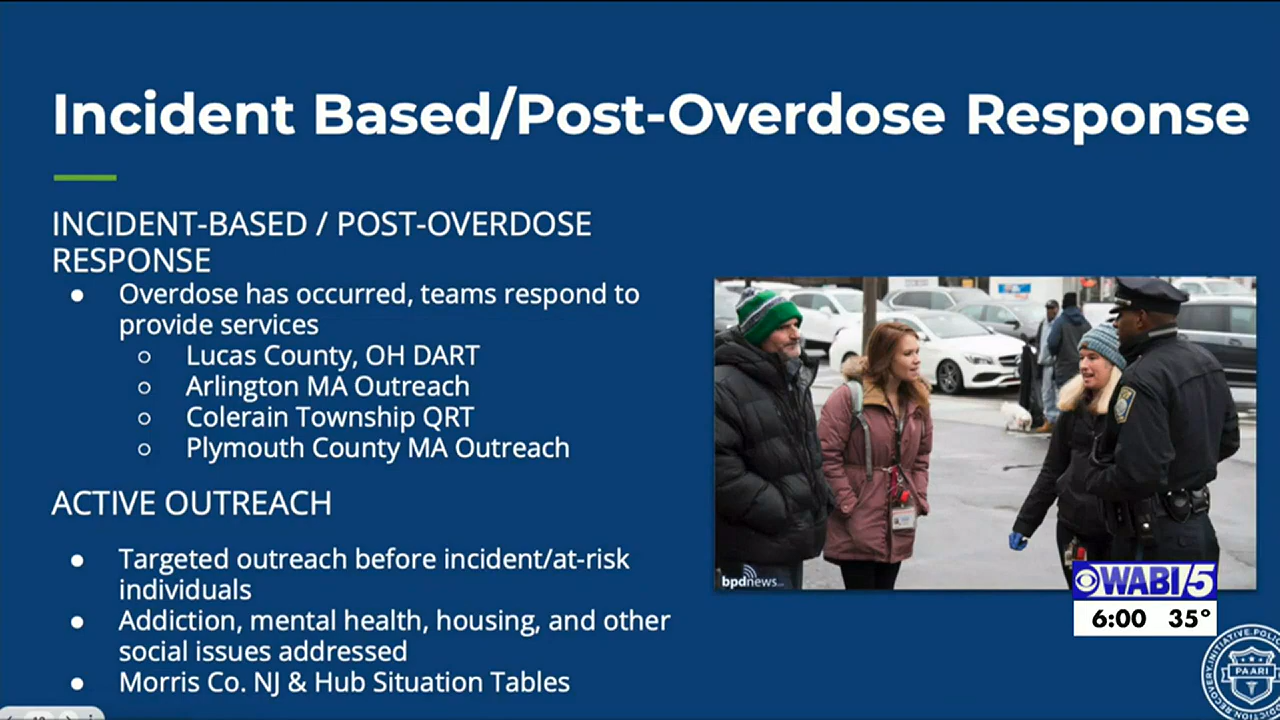 Incident Based/Post-Overdose Response
INCIDENT-BASED / POST-OVERDOSE
RESPONSE
● Overdose has occurred, teams respond to
provide services
○ Lucas County, OH DART
○ Arlington MA Outreach
○ Colerain Township QRT
○ Plymouth County MA Outreach
ACTIVE OUTREACH
● Targeted outreach before incident/at-risk
individuals
● Addiction, mental health, housing, and other
social issues addressed
● Morris Co. NJ & Hub Situation Tables
bpdnews
WABI 5
6:00 35°
PAARI